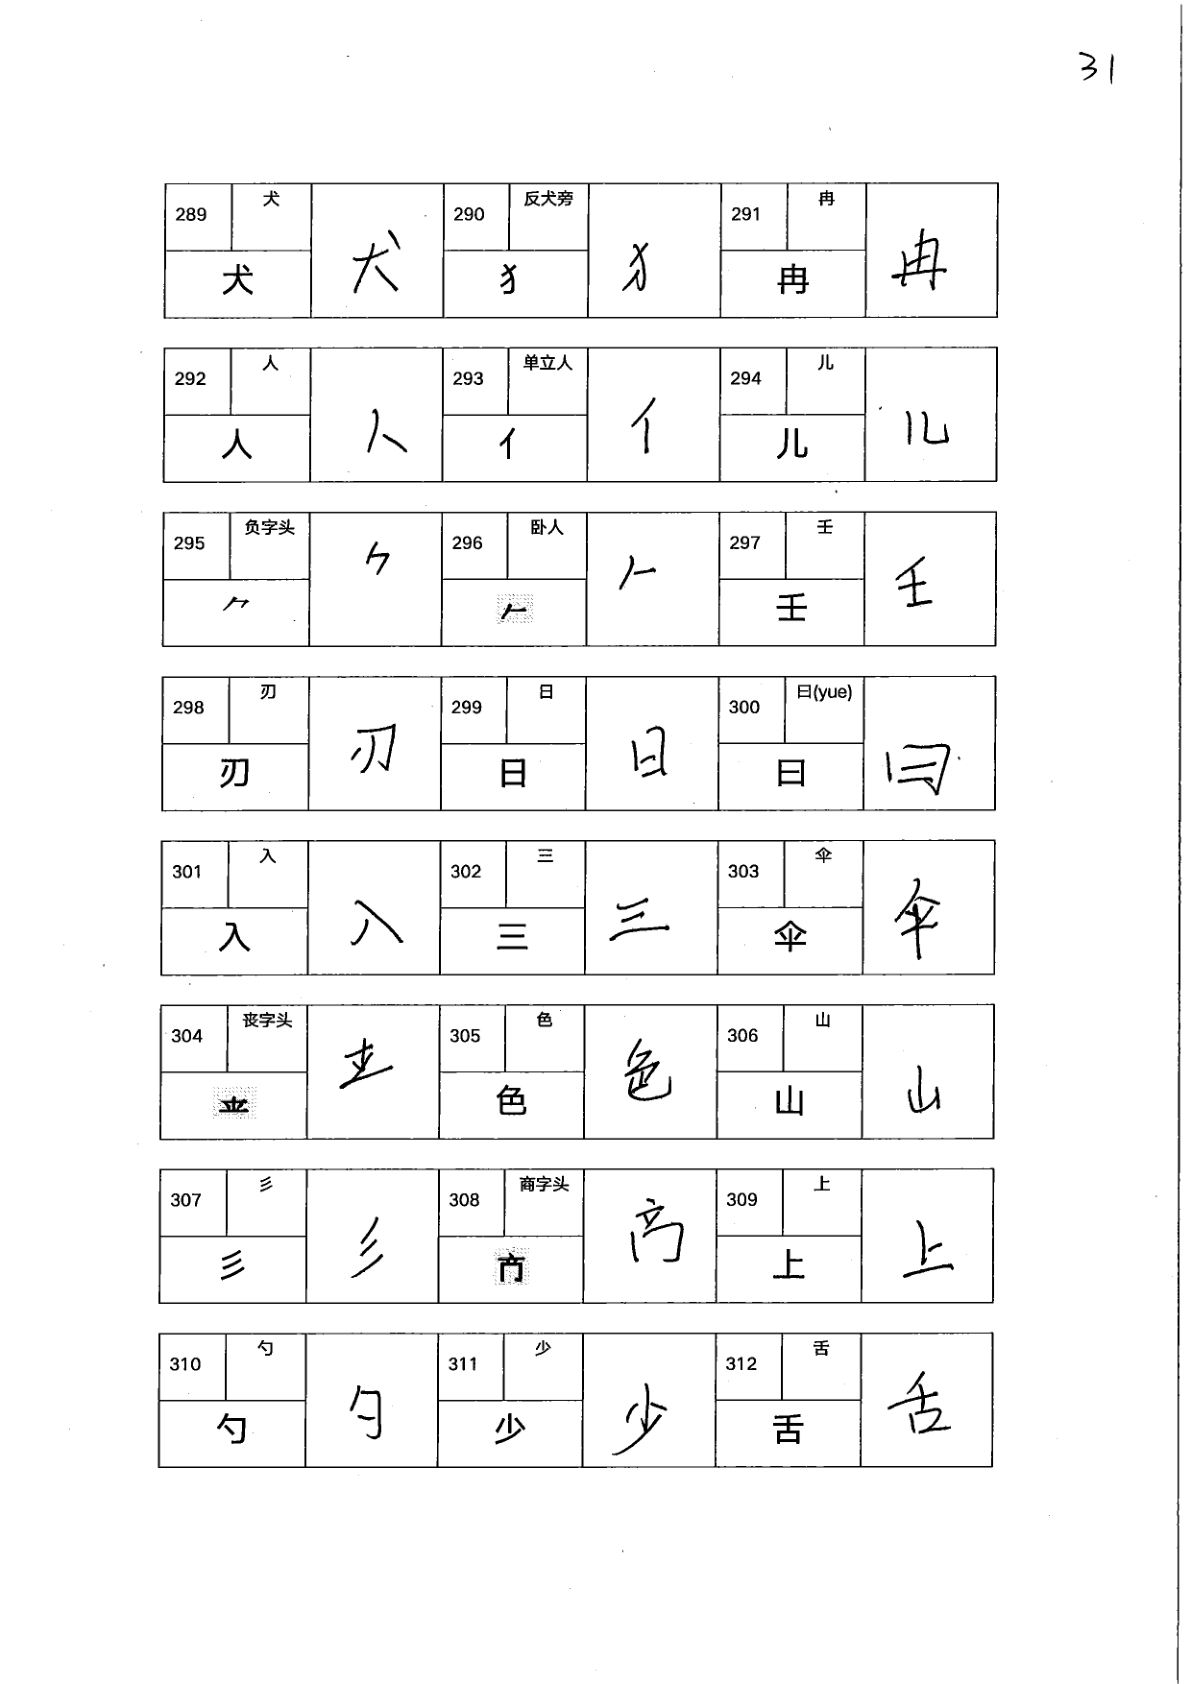 31
289 犬 犬 犬 290 反犬旁 犭 犭 291 冉 冉 冉
292 人 人 人 293 单立人 亻 亻 294 儿 儿 儿
295 负字头 ⺈ ⺈ 296 卧人 𠂉 𠂉 297 壬 壬 壬
298 刃 刃 刃 299 日 日 日 300 曰(yue) 曰 曰
301 入 入 入 302 三 三 三 303 伞 伞 伞
304 丧字头 305 色 色 色 306 山 山 山
307 彡 彡 彡 308 商字头 309 上 上 上
310 勺 勺 勺 311 少 少 少 312 舌 舌 舌